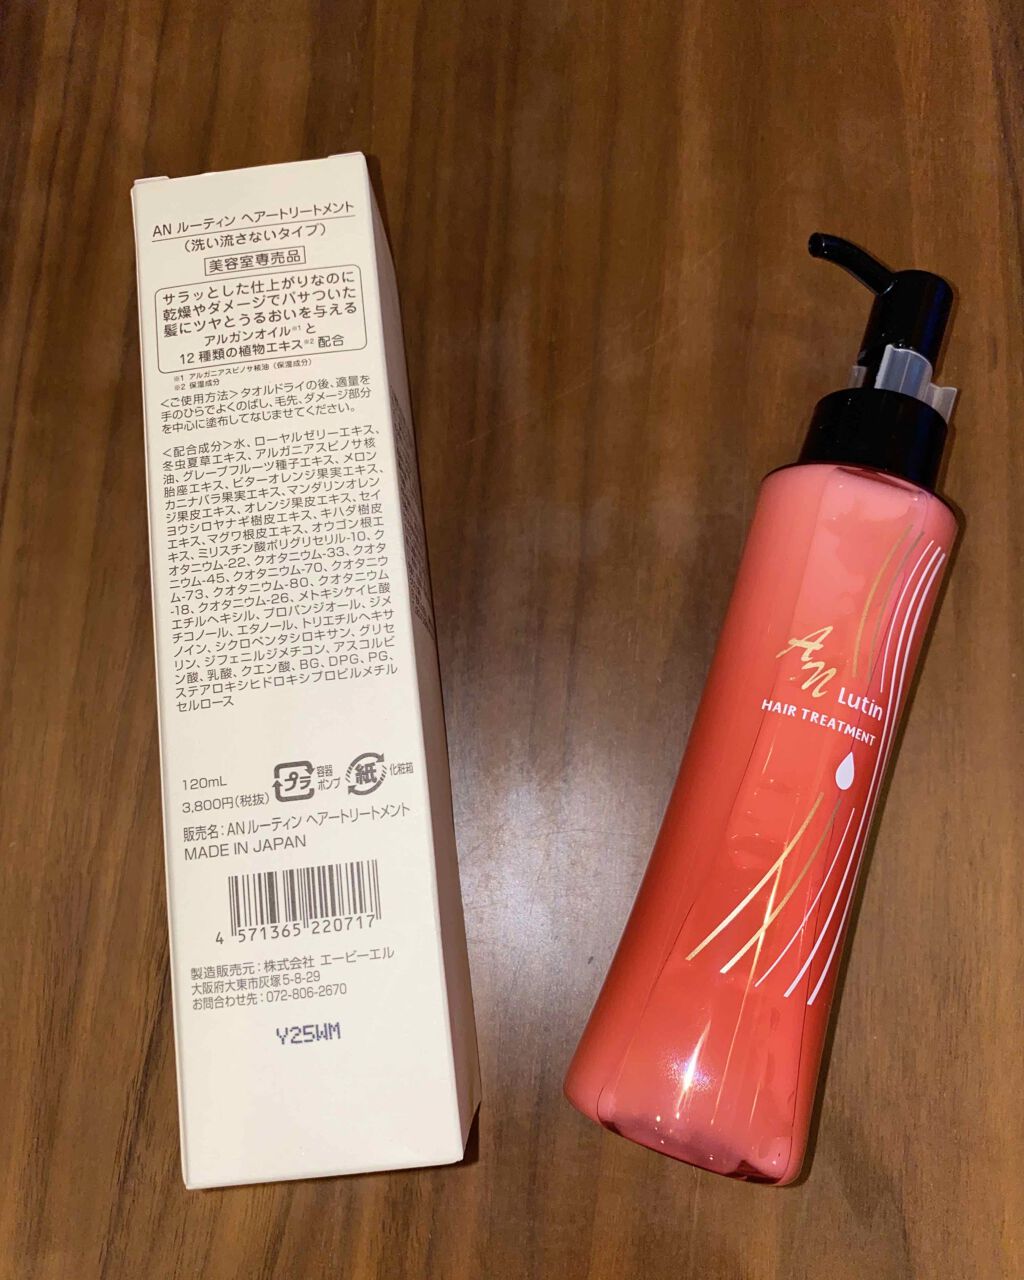 AN ルーティン ヘアートリートメント
(洗い流さないタイプ)
美容室専売品
サラッとした仕上がりなのに
乾燥やダメージでパサついた
髪にツヤとうるおいを与える
アルガンオイル※1 と
12種類の植物エキス※2 配合
※1 アルガニアスピノサ核油(保湿成分)
※2 保湿成分
<ご使用方法>タオルドライの後、適量を
手のひらでよくのばし、毛先、ダメージ部分
を中心に塗布してなじませてください。
<配合成分>水、ローヤルゼリーエキス、
冬虫夏草エキス、アルガニアスピノサ核
油、グレープフルーツ種子エキス、メロン
胎座エキス、ビターオレンジ果実エキス、
カニナバラ果実エキス、マンダリンオレン
ジ果皮エキス、オレンジ果皮エキス、セイ
ヨウシロヤナギ樹皮エキス、キハダ樹皮
エキス、マグワ根皮エキス、オウゴン根エ
キス、ミリスチン酸ポリグリセリル-10、ク
オタニウム-22、クオタニウム-33、クオタ
ニウム-45、クオタニウム-70、クオタニウ
ム-73、クオタニウム-80、クオタニウム
-18、クオタニウム-26、メトキシケイヒ酸
エチルヘキシル、プロパンジオール、ジメ
チコノール、エタノール、トリエチルヘキサ
ノイン、シクロペンタシロキサン、グリセ
リン、ジフェニルジメチコン、アスコルビ
ン酸、乳酸、クエン酸、BG、DPG、PG、
ステアロキシヒドロキシプロピルメチル
セルロース
120mL
3,800円(税抜)
プラ
容器
ポンプ
紙
化粧箱
販売名:ANルーティン ヘアートリートメント
MADE IN JAPAN
4 571365 220717
製造販売元:株式会社 エービーエル
大阪府大東市灰塚5-8-29
お問合わせ先:072-806-2670
Y25WM
AN Lutin
HAIR TREATMENT